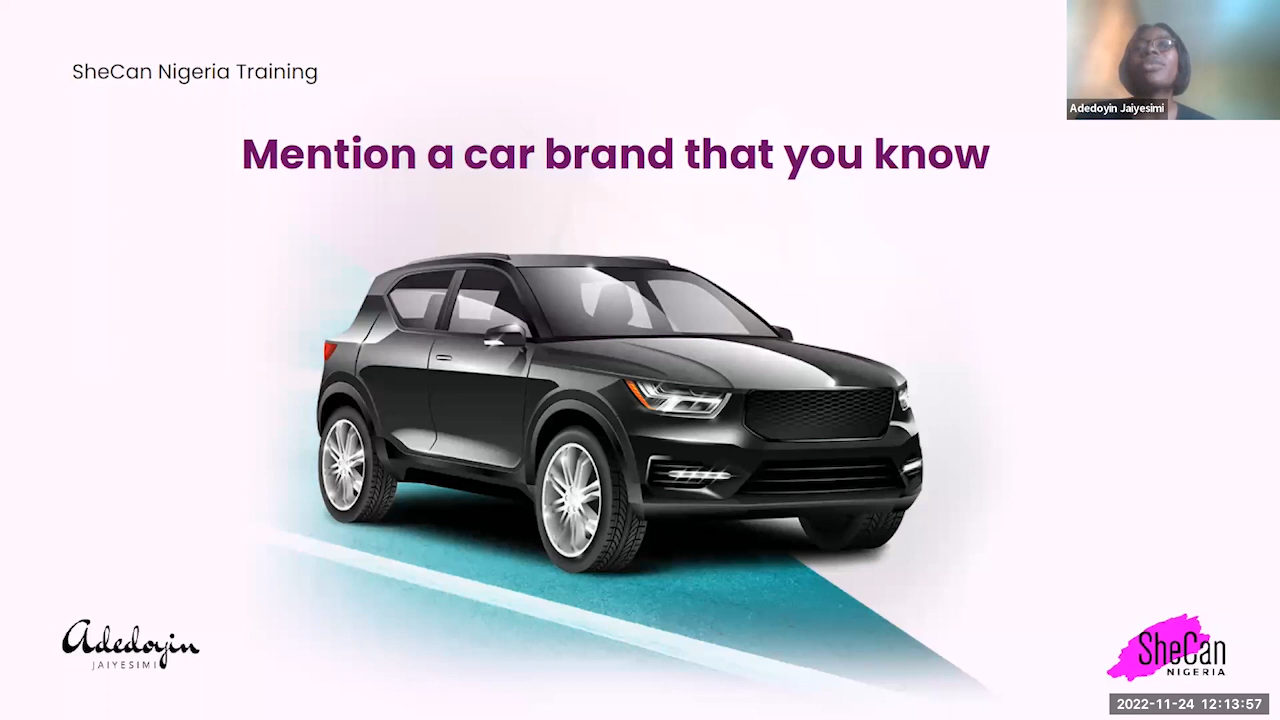 SheCan Nigeria Training
Adedoyin Jaiyesimi
Mention a car brand that you know
Adedoyin
JAIYESIMI
SheCan
NIGERIA
2022-11-24 12:13:57